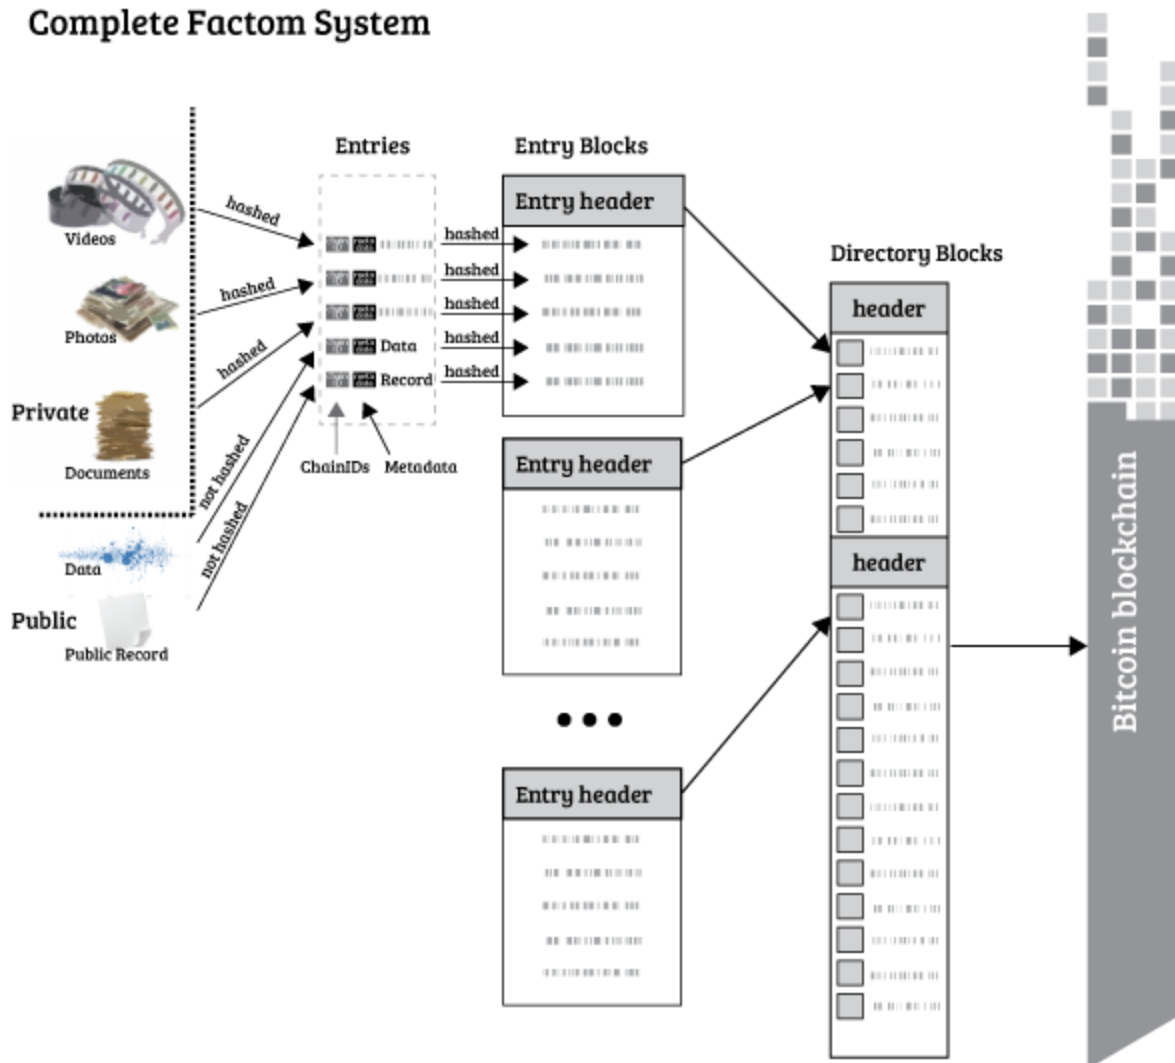 Complete Factom System
Entries
Entry Blocks
Directory Blocks
Videos
Photos
Private
Documents
Data
Public
Public Record
hashed
hashed
hashed
not hashed
not hashed
Data
Record
ChainIDs
Metadata
hashed
hashed
hashed
hashed
hashed
Entry header
Entry header
Entry header
header
header
Bitcoin blockchain